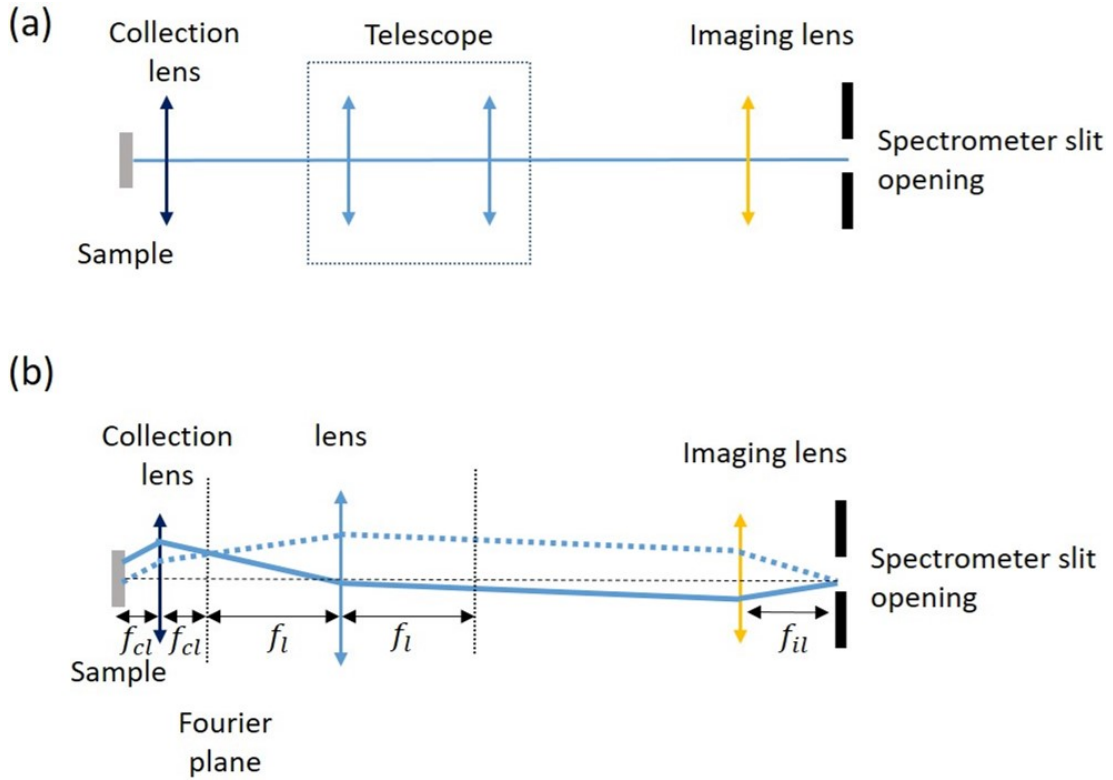 (a)
Collection
lens
Telescope
Imaging lens
Spectrometer slit
opening
Sample
(b)
Collection
lens
lens
Imaging lens
Spectrometer slit
opening
f_cl f_cl f_l f_l f_il
Sample
Fourier
plane